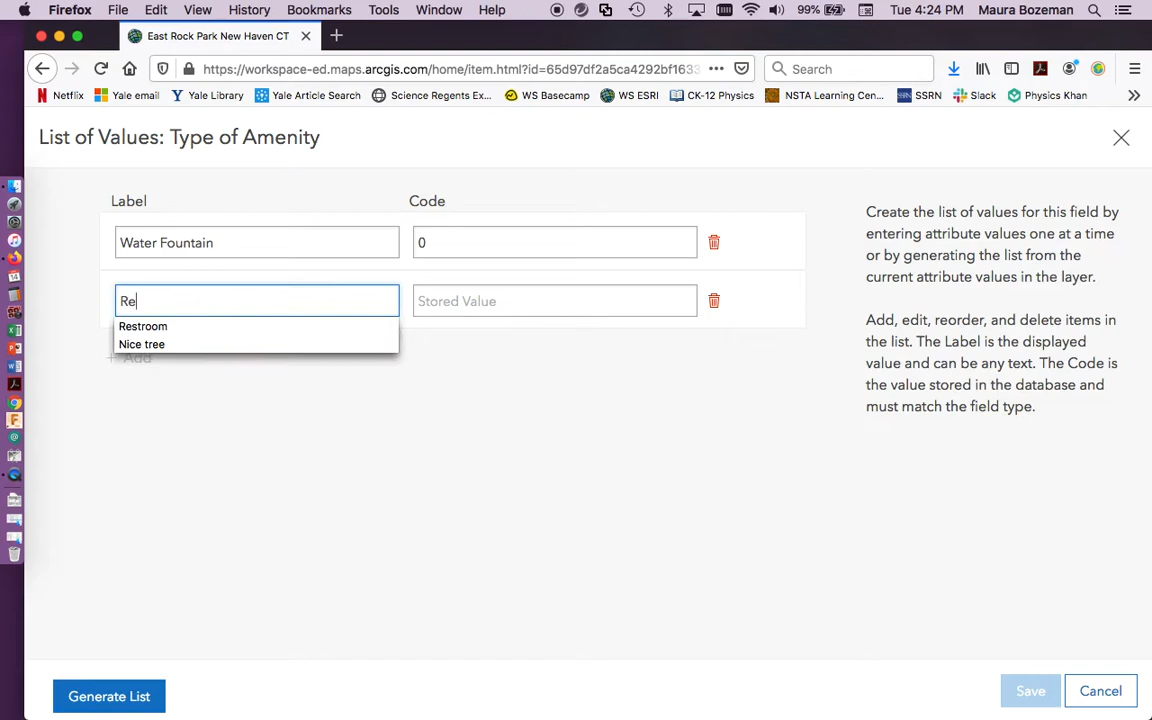 Firefox File Edit View History Bookmarks Tools Window Help 99% Tue 4:24 PM Maura Bozeman
East Rock Park New Haven CT
https://workspace-ed.maps.arcgis.com/home/item.html?id=65d97df2a5ca4292bf1633 Search
Netflix Yale email Yale Library Yale Article Search Science Regents Ex... WS Basecamp WS ESRI CK-12 Physics NSTA Learning Cen... SSRN Slack Physics Khan
List of Values: Type of Amenity
Label Code
Water Fountain 0
Re Stored Value
Restroom
Nice tree
+ Add
Create the list of values for this field by
entering attribute values one at a time
or by generating the list from the
current attribute values in the layer.
Add, edit, reorder, and delete items in
the list. The Label is the displayed
value and can be any text. The Code is
the value stored in the database and
must match the field type.
Generate List Save Cancel